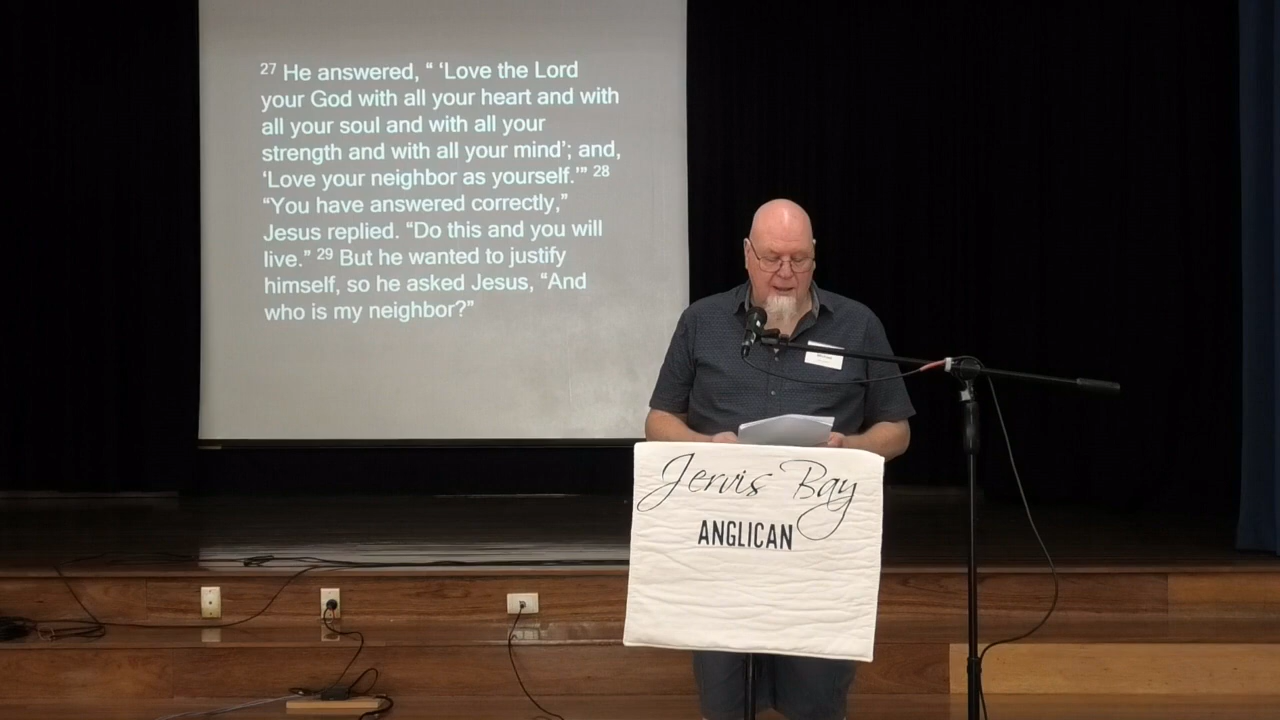 27 He answered, “ ‘Love the Lord
your God with all your heart and with
all your soul and with all your
strength and with all your mind’; and,
‘Love your neighbor as yourself.’” 28
“You have answered correctly,”
Jesus replied. “Do this and you will
live.” 29 But he wanted to justify
himself, so he asked Jesus, “And
who is my neighbor?”
Jervis Bay
ANGLICAN